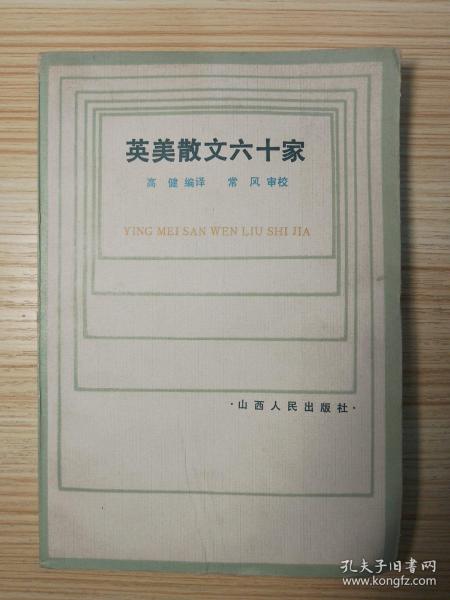 英美散文六十家
高健 编译 常风 审校
YING MEI SAN WEN LIU SHI JIA
·山西人民出版社·
孔夫子旧书网
www.kongfz.com